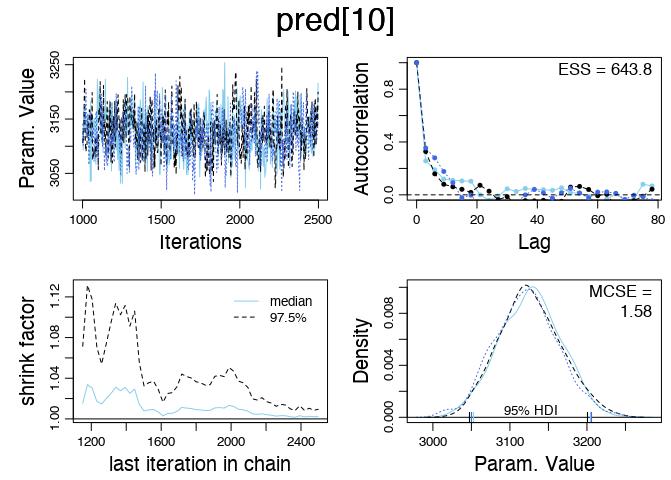 pred[10]
Param. Value
3050
3150
3250
1000
1500
2000
2500
Iterations
Autocorrelation
0.0
0.4
0.8
ESS = 643.8
0
20
40
60
80
Lag
shrink factor
1.00
1.04
1.08
1.12
median
97.5%
1200
1600
2000
2400
last iteration in chain
Density
0.000
0.004
0.008
MCSE =
1.58
95% HDI
3000
3100
3200
Param. Value